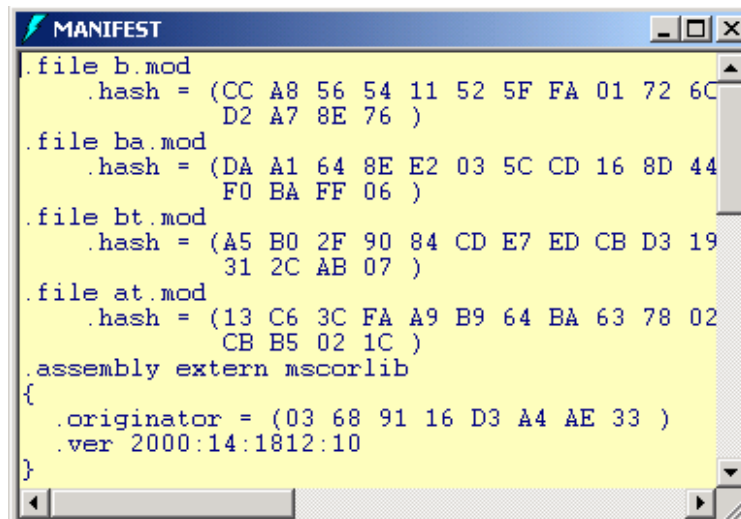 MANIFEST
.file b.mod
.hash = (CC A8 56 54 11 52 5F FA 01 72 6C
D2 A7 8E 76 )
.file ba.mod
.hash = (DA A1 64 8E E2 03 5C CD 16 8D 44
F0 BA FF 06 )
.file bt.mod
.hash = (A5 B0 2F 90 84 CD E7 ED CB D3 19
31 2C AB 07 )
.file at.mod
.hash = (13 C6 3C FA A9 B9 64 BA 63 78 02
CB B5 02 1C )
.assembly extern mscorlib
{
.originator = (03 68 91 16 D3 A4 AE 33 )
.ver 2000:14:1812:10
}